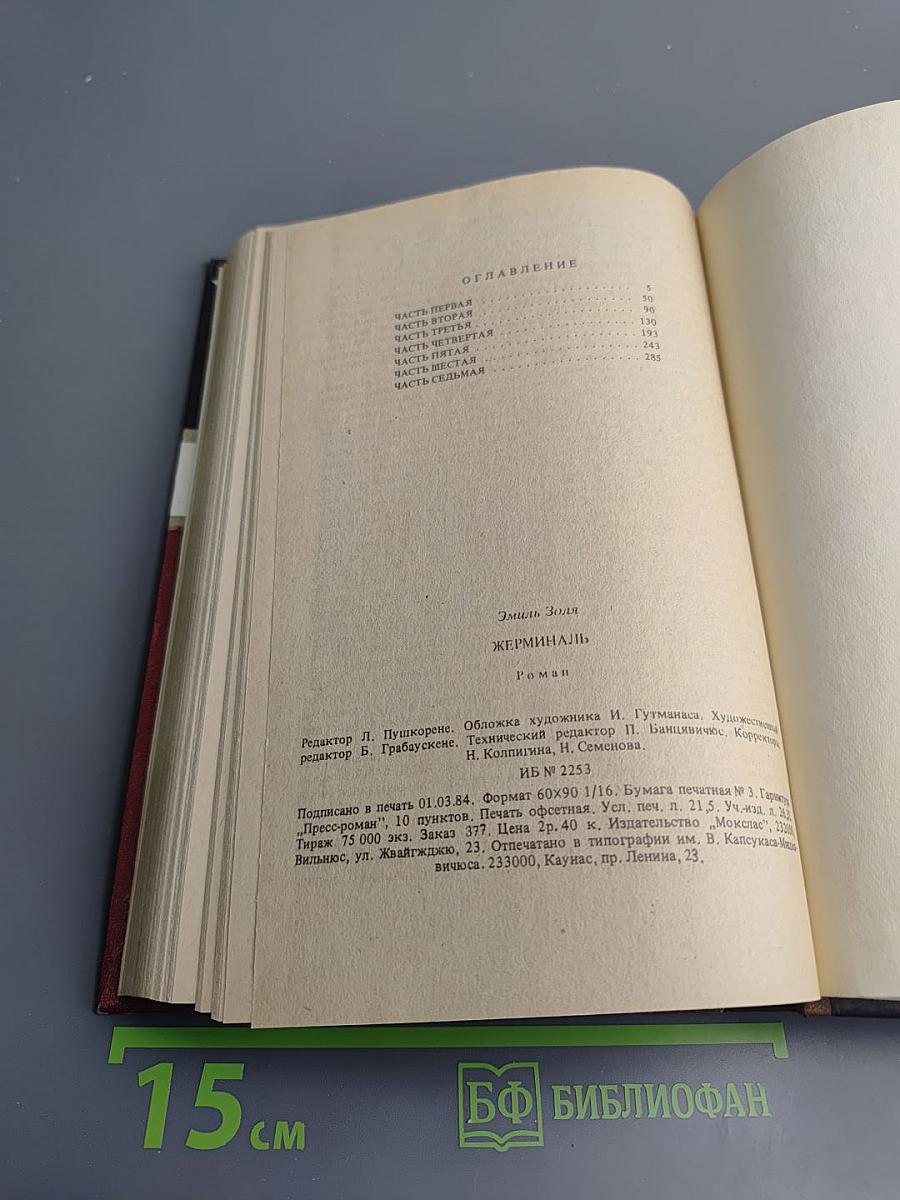 ОГЛАВЛЕНИЕ
ЧАСТЬ ПЕРВАЯ . . . . . . . . . . . . . . . . . . . . 5
ЧАСТЬ ВТОРАЯ . . . . . . . . . . . . . . . . . . . . 50
ЧАСТЬ ТРЕТЬЯ . . . . . . . . . . . . . . . . . . . . 90
ЧАСТЬ ЧЕТВЕРТАЯ . . . . . . . . . . . . . . . . . 130
ЧАСТЬ ПЯТАЯ . . . . . . . . . . . . . . . . . . . . 193
ЧАСТЬ ШЕСТАЯ . . . . . . . . . . . . . . . . . . . 243
ЧАСТЬ СЕДЬМАЯ . . . . . . . . . . . . . . . . . . 285
Эмиль Золя
ЖЕРМИНАЛЬ
Роман
Редактор Л. Пушкорене. Обложка художника И. Гутманаса. Художественный
редактор Б. Грабаускене. Технический редактор П. Банцявичюс. Корректоры
Н. Колпигина, Н. Семенова.
ИБ № 2253
Подписано в печать 01.03.84. Формат 60X90 1/16. Бумага печатная № 3. Гарнитура
„Пресс-роман", 10 пунктов. Печать офсетная. Усл. печ. л. 21,5. Уч.-изд. л.
Тираж 75 000 экз. Заказ 377. Цена 2р. 40 к. Издательство „Мокслас",
Вильнюс, ул. Жвайгжджю, 23. Отпечатано в типографии им. В. Капсукаса-Мицкя-
вичюса. 233000, Каунас, пр. Ленина, 23.
15 см
БФ БИБЛИОФАН